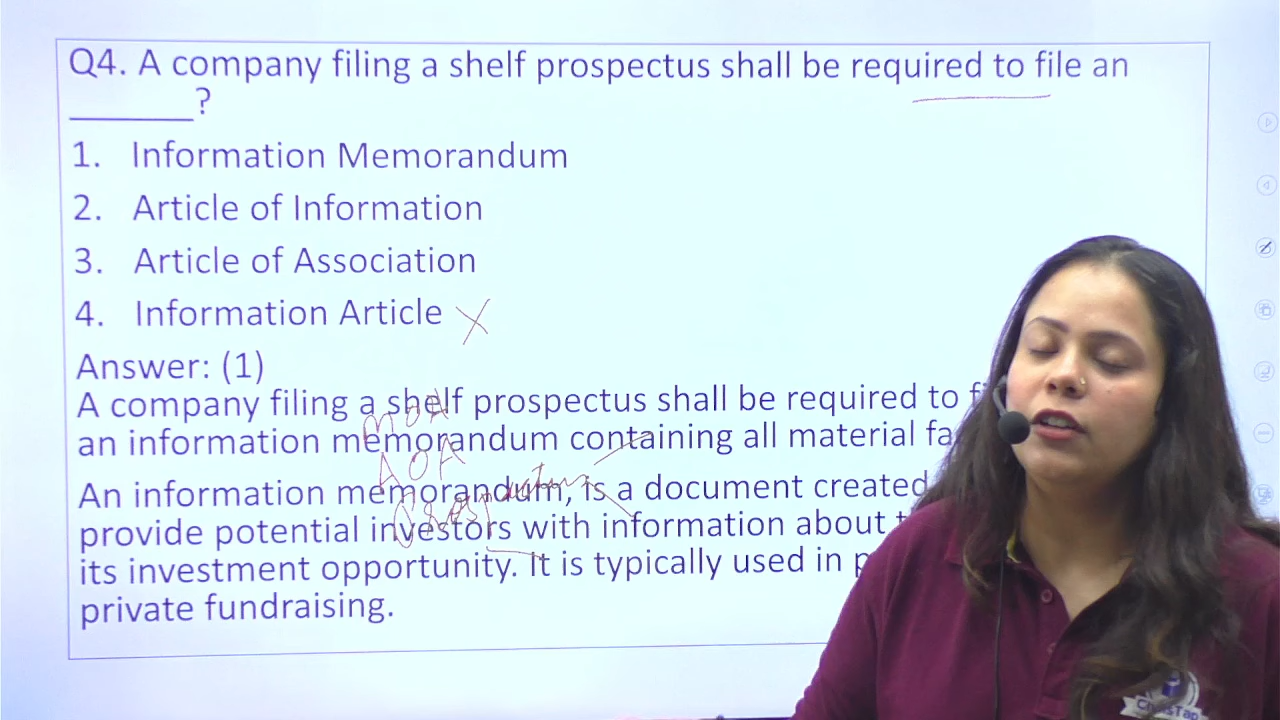 Q4. A company filing a shelf prospectus shall be required to file an
_______?
1. Information Memorandum
2. Article of Information
3. Article of Association
4. Information Article X
Answer: (1)
A company filing a shelf prospectus shall be required to
MOA
an information memorandum containing all material
AOA
An information memorandum, is a document created
Prospectus
provide potential investors with information about
its investment opportunity. It is typically used in
private fundraising.